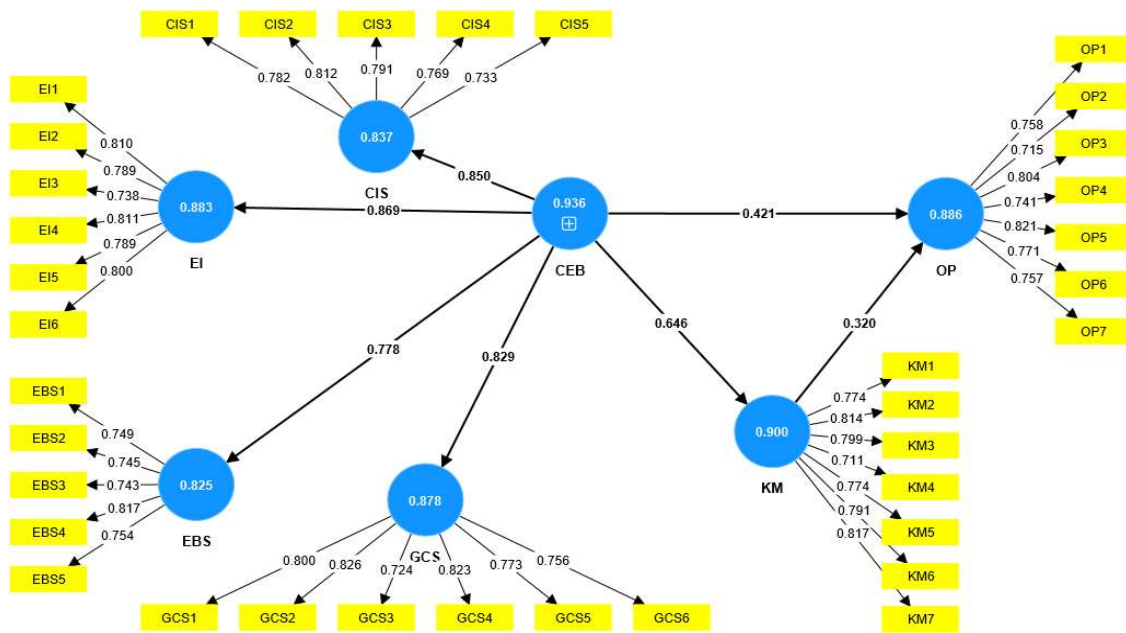 CIS1
CIS2
CIS3
CIS4
CIS5
0.782
0.812
0.791
0.769
0.733
0.837
CIS
EI1
EI2
EI3
EI4
EI5
EI6
0.810
0.789
0.738
0.811
0.789
0.800
0.883
EI
0.850
0.869
0.936
CEB
0.421
0.778
0.829
0.646
0.320
OP1
OP2
OP3
OP4
OP5
OP6
OP7
0.758
0.715
0.804
0.741
0.821
0.771
0.757
0.886
OP
EBS1
EBS2
EBS3
EBS4
EBS5
0.749
0.745
0.743
0.817
0.754
0.825
EBS
0.878
GCS
0.800
0.826
0.724
0.823
0.773
0.756
GCS1
GCS2
GCS3
GCS4
GCS5
GCS6
0.900
KM
0.774
0.814
0.799
0.711
0.774
0.791
0.817
KM1
KM2
KM3
KM4
KM5
KM6
KM7